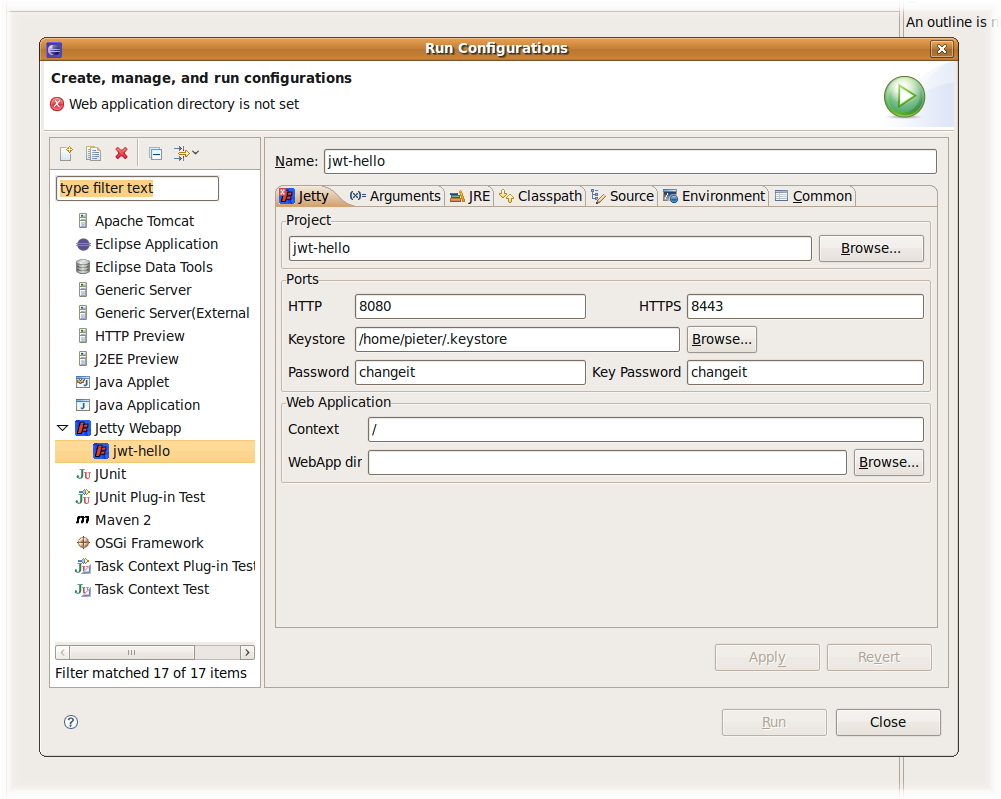 An outline is n
Run Configurations
Create, manage, and run configurations
Web application directory is not set
type filter text
Apache Tomcat
Eclipse Application
Eclipse Data Tools
Generic Server
Generic Server(External
HTTP Preview
J2EE Preview
Java Applet
Java Application
Jetty Webapp
jwt-hello
JUnit
JUnit Plug-in Test
Maven 2
OSGi Framework
Task Context Plug-in Test
Task Context Test
Filter matched 17 of 17 items
Name: jwt-hello
Jetty (x)= Arguments JRE Classpath Source Environment Common
Project
jwt-hello Browse...
Ports
HTTP 8080 HTTPS 8443
Keystore /home/pieter/.keystore Browse...
Password changeit Key Password changeit
Web Application
Context /
WebApp dir Browse...
Apply Revert
? Run Close